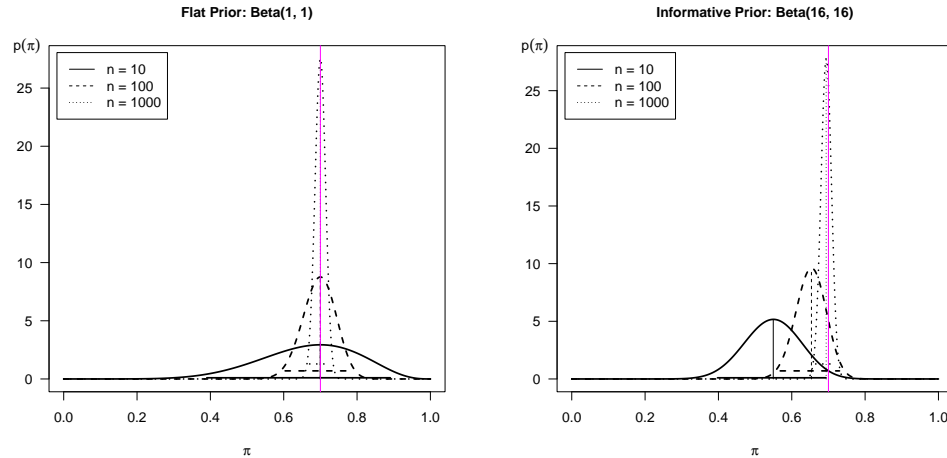 Flat Prior: Beta(1, 1)
p(π)
n = 10
n = 100
n = 1000
25
20
15
10
5
0
0.0 0.2 0.4 0.6 0.8 1.0
π
Informative Prior: Beta(16, 16)
p(π)
n = 10
n = 100
n = 1000
25
20
15
10
5
0
0.0 0.2 0.4 0.6 0.8 1.0
π